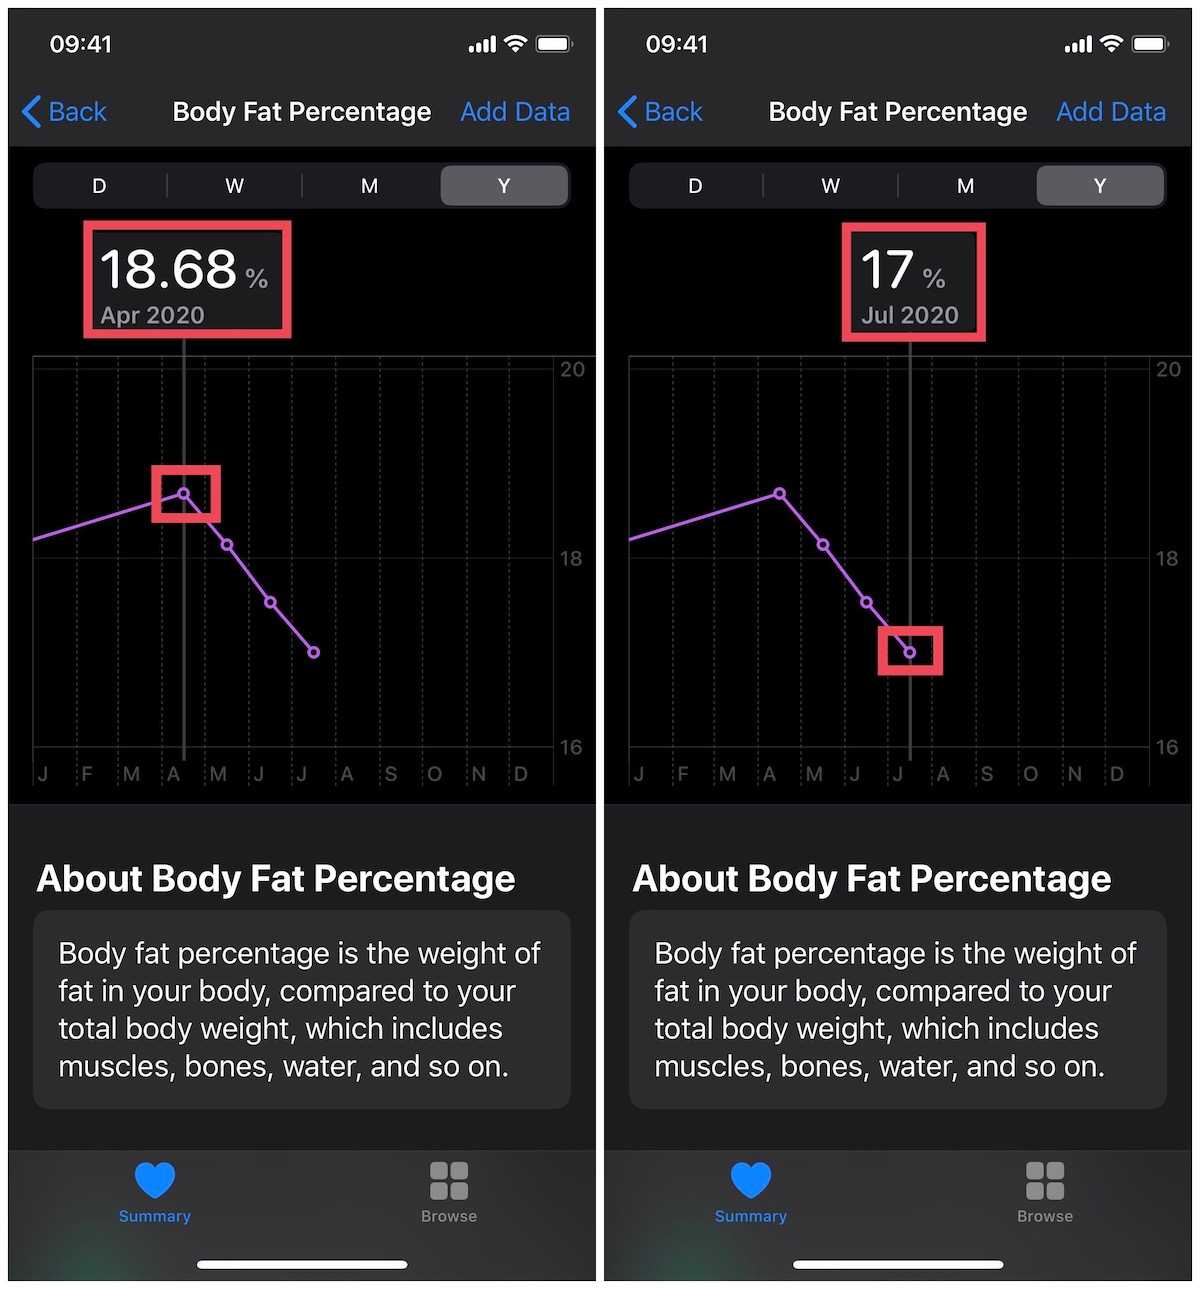 09:41
Back
Body Fat Percentage
Add Data
D W M Y
18.68 %
Apr 2020
20
18
16
J F M A M J J A S O N D
About Body Fat Percentage
Body fat percentage is the weight of
fat in your body, compared to your
total body weight, which includes
muscles, bones, water, and so on.
Summary
Browse
09:41
Back
Body Fat Percentage
Add Data
D W M Y
17 %
Jul 2020
20
18
16
J F M A M J J A S O N D
About Body Fat Percentage
Body fat percentage is the weight of
fat in your body, compared to your
total body weight, which includes
muscles, bones, water, and so on.
Summary
Browse